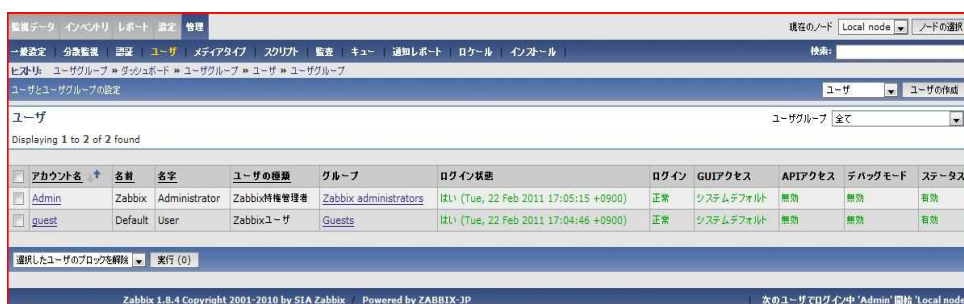 監視データ インベントリ レポート 設定 管理 現在のノード Local node ノードの選択
一般設定 分散監視 認証 ユーザ メディアタイプ スクリプト 監査 キュー 通知レポート ロケール インストール 検索:
ヒストリ: ユーザグループ » ダッシュボード » ユーザグループ » ユーザ » ユーザグループ
ユーザとユーザグループの設定 ユーザ ユーザの作成
ユーザ ユーザグループ 全て
Displaying 1 to 2 of 2 found
アカウント名 名前 名字 ユーザの種類 グループ ログイン状態 ログイン GUIアクセス APIアクセス デバッグモード ステータス
Admin Zabbix Administrator Zabbix特権管理者 Zabbix administrators はい (Tue, 22 Feb 2011 17:05:15 +0900) 正常 システムデフォルト 無効 無効 有効
guest Default User Zabbixユーザ Guests はい (Tue, 22 Feb 2011 17:04:46 +0900) 正常 システムデフォルト 無効 無効 有効
選択したユーザのブロックを解除 実行 (0)
Zabbix 1.8.4 Copyright 2001-2010 by SIA Zabbix / Powered by ZABBIX-JP 次のユーザでログイン中 'Admin' 開始 'Local node